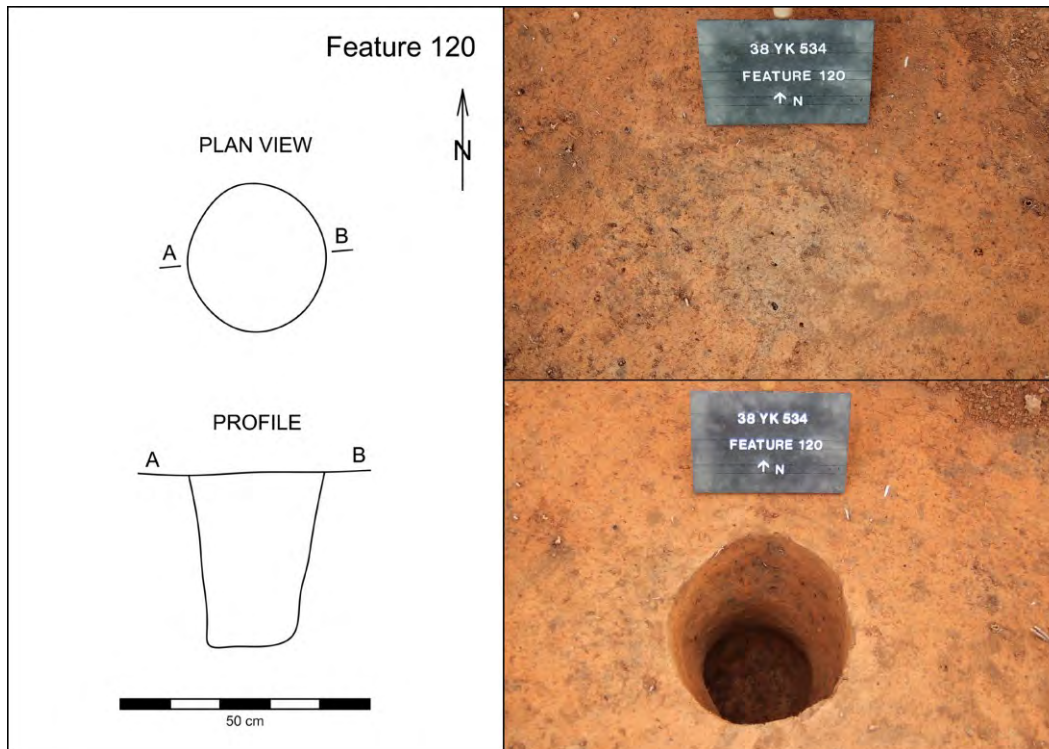 Feature 120
N
PLAN VIEW
A
B
PROFILE
A
B
50 cm
38 YK 534
FEATURE 120
↑ N
38 YK 534
FEATURE 120
↑ N